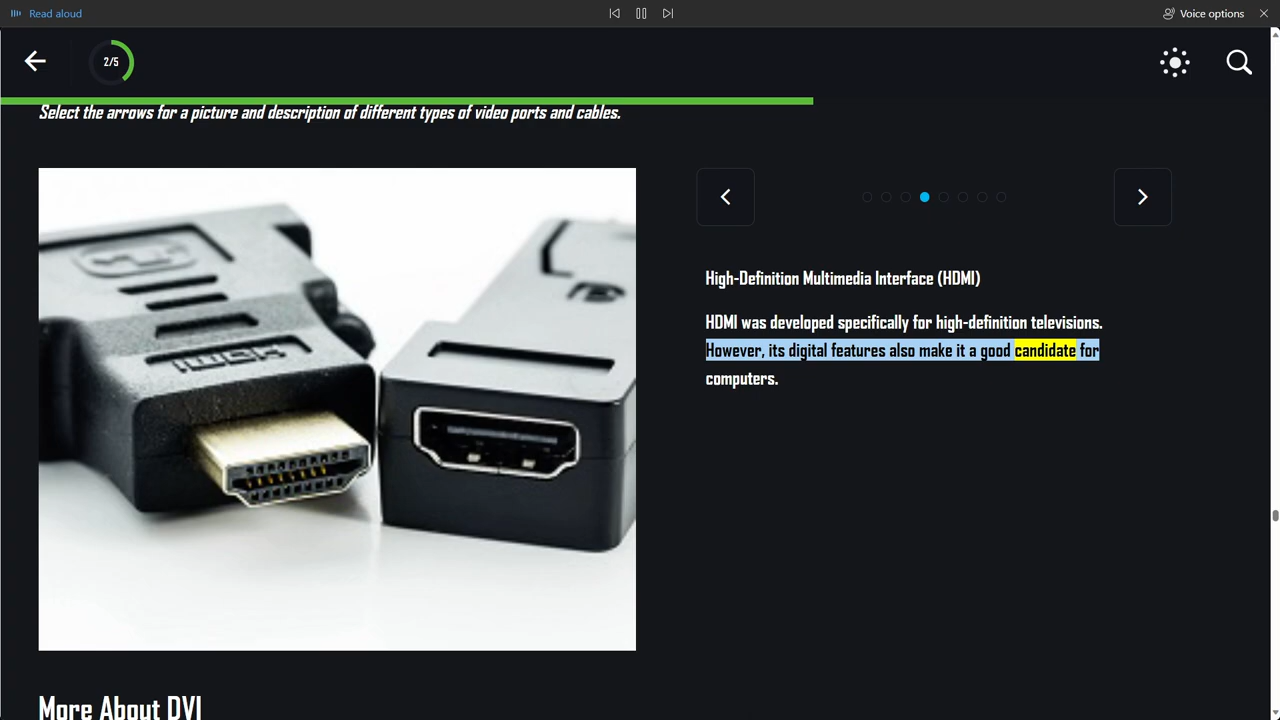 Read aloud
Voice options
2/5
Select the arrows for a picture and description of different types of video ports and cables.
HDMI
High-Definition Multimedia Interface (HDMI)
HDMI was developed specifically for high-definition televisions.
However, its digital features also make it a good candidate for
computers.
More About DVI